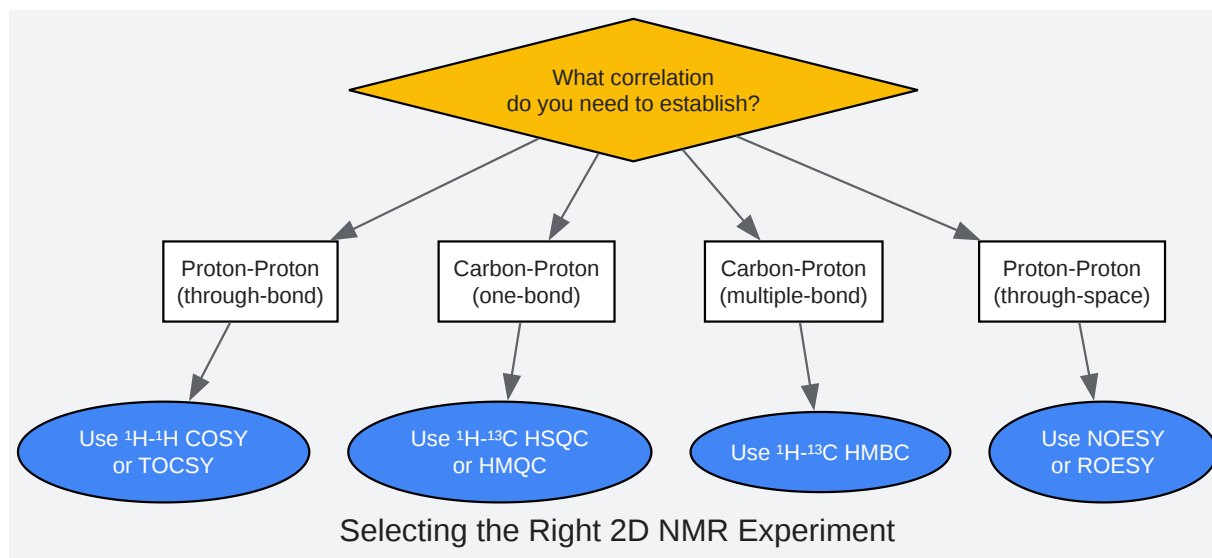 What correlation
do you need to establish?
Proton-Proton
(through-bond)
Carbon-Proton
(one-bond)
Carbon-Proton
(multiple-bond)
Proton-Proton
(through-space)
Use ¹H-¹H COSY
or TOCSY
Use ¹H-¹³C HSQC
or HMQC
Use ¹H-¹³C HMBC
Use NOESY
or ROESY
Selecting the Right 2D NMR Experiment